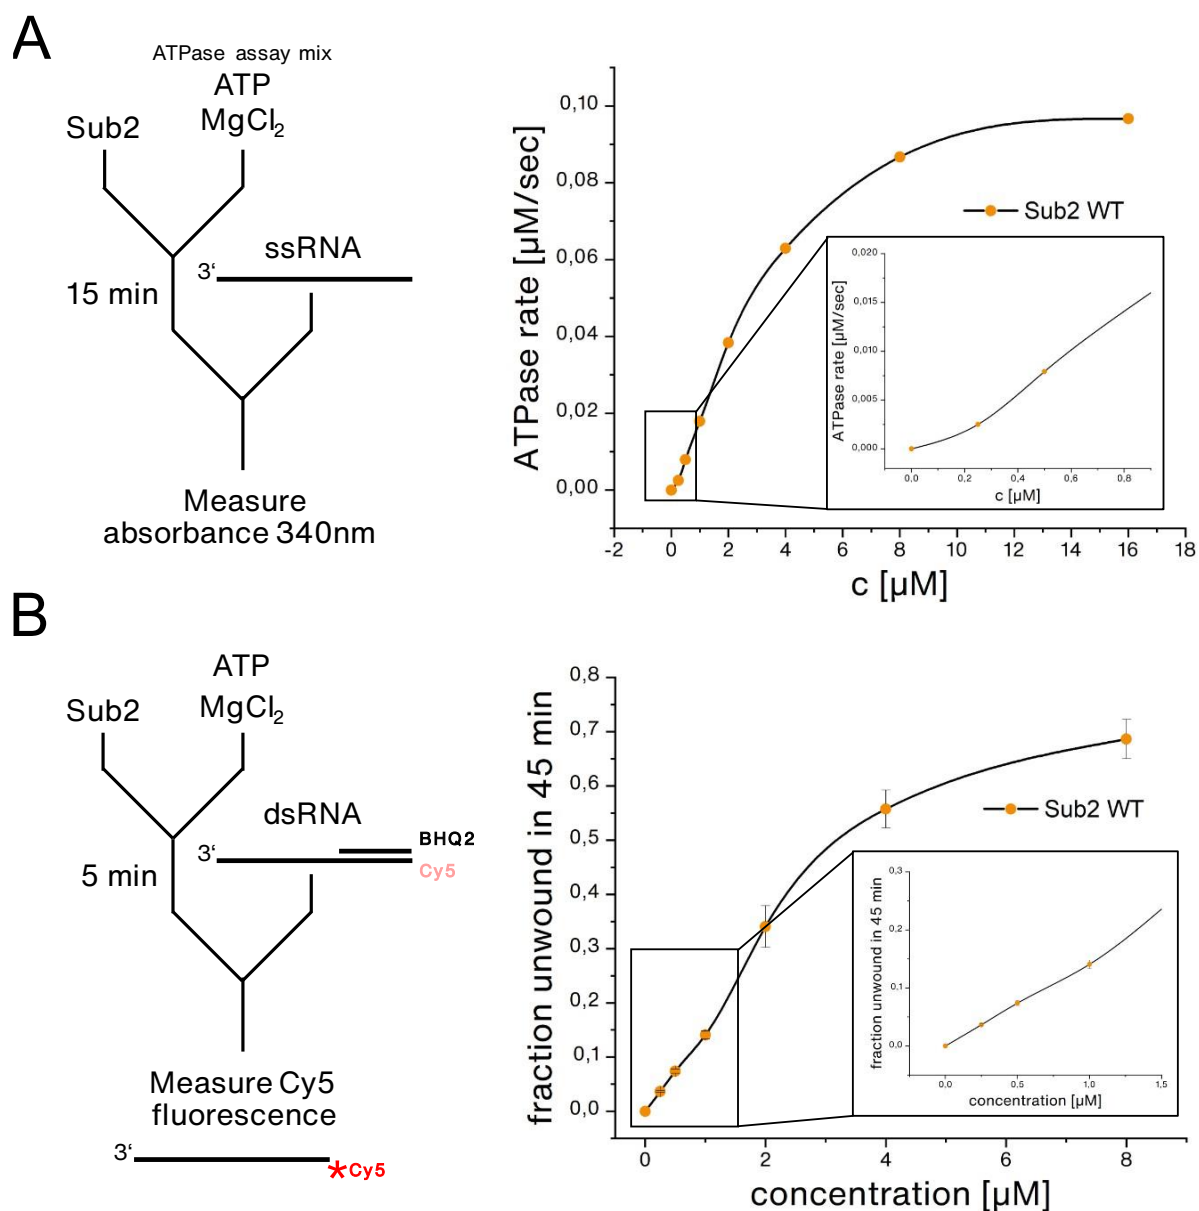 A
ATPase assay mix
ATP
MgCl₂
Sub2
ssRNA
3‘
15 min
Measure
absorbance 340nm
ATPase rate [µM/sec]
0,10
0,08
0,06
0,04
0,02
0,00
-2 0 2 4 6 8 10 12 14 16 18
c [µM]
Sub2 WT
ATPase rate [µM/sec]
0,020
0,015
0,010
0,005
0,000
0,0 0,2 0,4 0,6 0,8
c [µM]
B
ATP
MgCl₂
Sub2
dsRNA
BHQ2
3‘
Cy5
5 min
Measure Cy5
fluorescence
3‘
Cy5
fraction unwound in 45 min
0,8
0,7
0,6
0,5
0,4
0,3
0,2
0,1
0,0
0 2 4 6 8
concentration [µM]
Sub2 WT
fraction unwound in 45 min
0,3
0,2
0,1
0,0
0,0 0,5 1,0 1,5
concentration [µM]